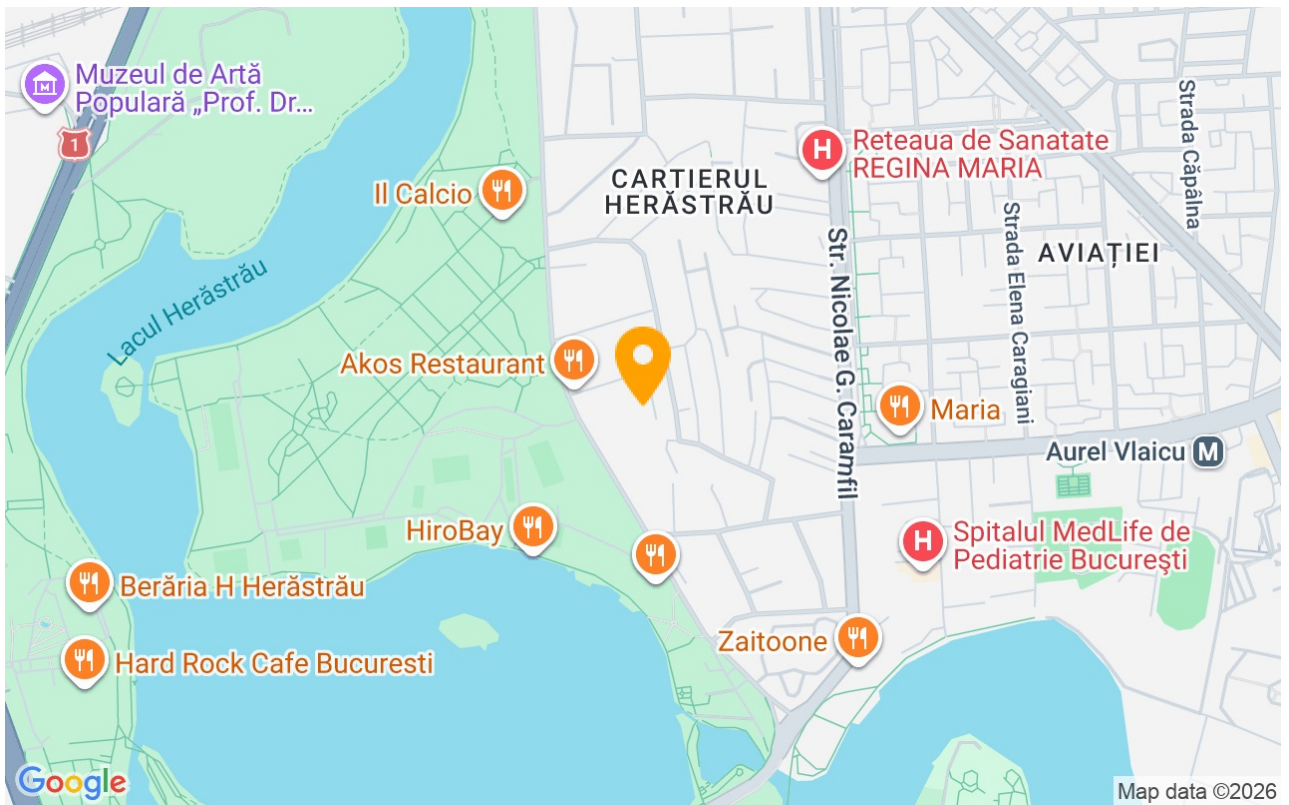 Muzeul de Artă
Populară „Prof. Dr...
1
Strada Căpâlna
H
Reteaua de Sanatate
REGINA MARIA
CARTIERUL
HERĂSTRĂU
Il Calcio
Strada Elena Caragiani
Str. Nicolae G. Caramfil
AVIAȚIEI
Lacul Herăstrău
Akos Restaurant
Maria
Aurel Vlaicu M
HiroBay
H
Spitalul MedLife de
Pediatrie Bucureşti
Berăria H Herăstrău
Zaitoone
Hard Rock Cafe Bucuresti
Google
Map data ©2026